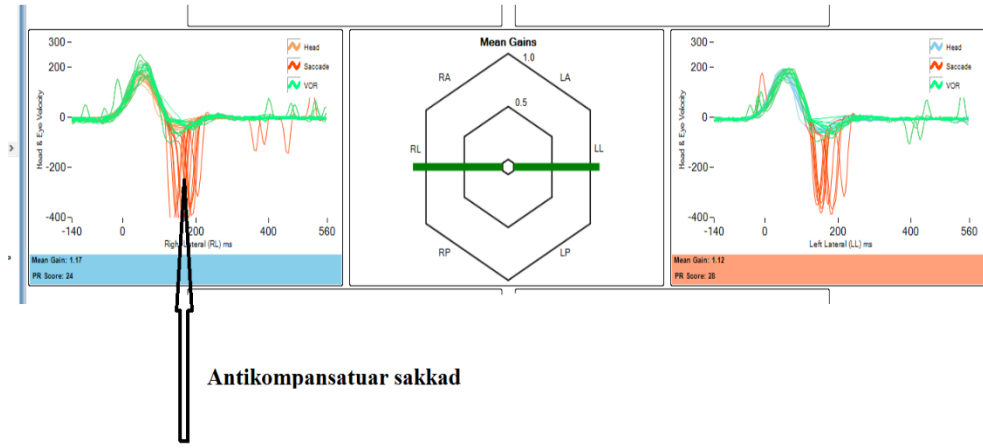 300
200
0
-200
-400
-140
0
200
400
560
Head & Eye Velocity
Head
Saccade
VOR
Right Lateral (RL) ms
Mean Gain: 1.17
PR Score: 24
Mean Gains
1.0
0.5
RA
LA
RL
LL
RP
LP
300
200
0
-200
-400
-140
0
200
400
560
Head & Eye Velocity
Head
Saccade
VOR
Left Lateral (LL) ms
Mean Gain: 1.12
Antikompansatuar sakkad